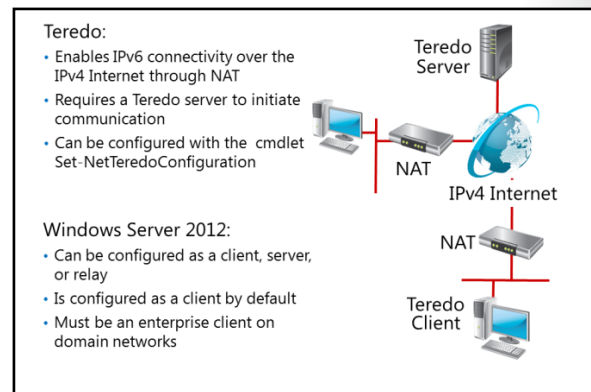 Teredo:
• Enables IPv6 connectivity over the
IPv4 Internet through NAT
• Requires a Teredo server to initiate
communication
• Can be configured with the cmdlet
Set-NetTeredoConfiguration
Windows Server 2012:
• Can be configured as a client, server,
or relay
• Is configured as a client by default
• Must be an enterprise client on
domain networks
Teredo
Server
NAT
IPv4 Internet
NAT
Teredo
Client